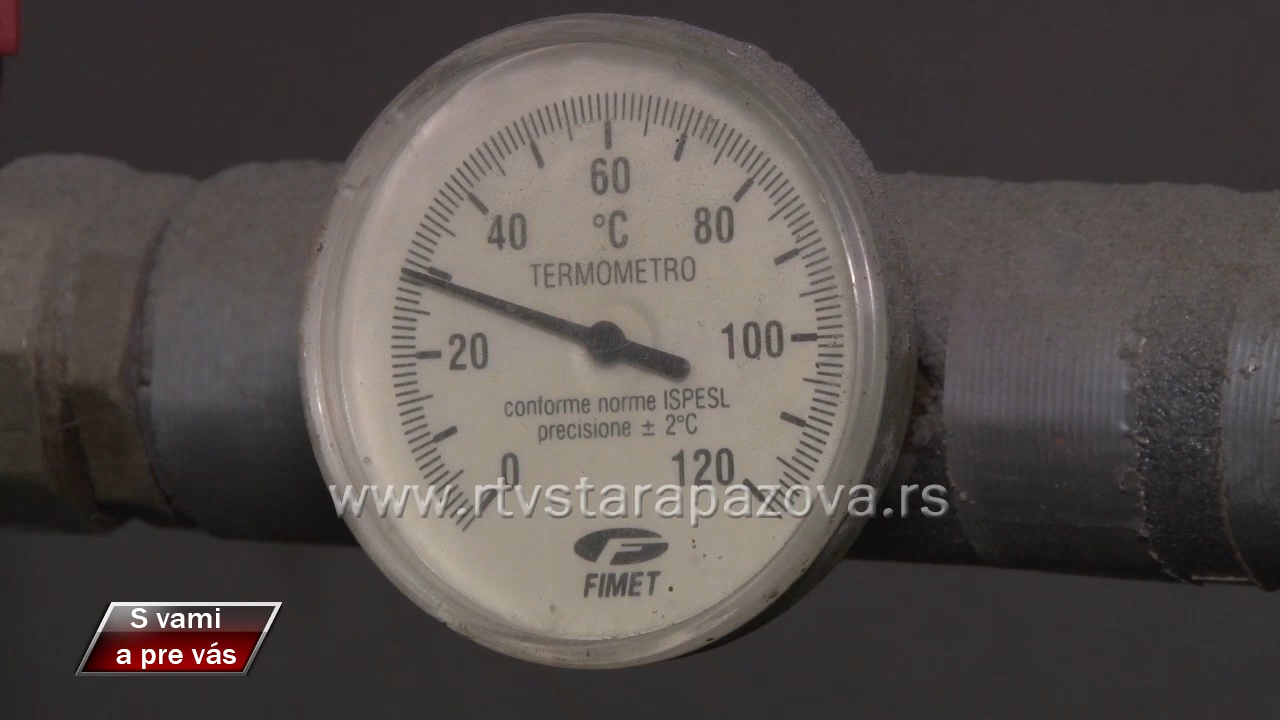 60
40
°C
80
TERMOMETRO
20
100
conforme norme ISPESL
precisione ± 2°C
0
120
www.rtvstarapazova.rs
F
FIMET
S vami
a pre vás